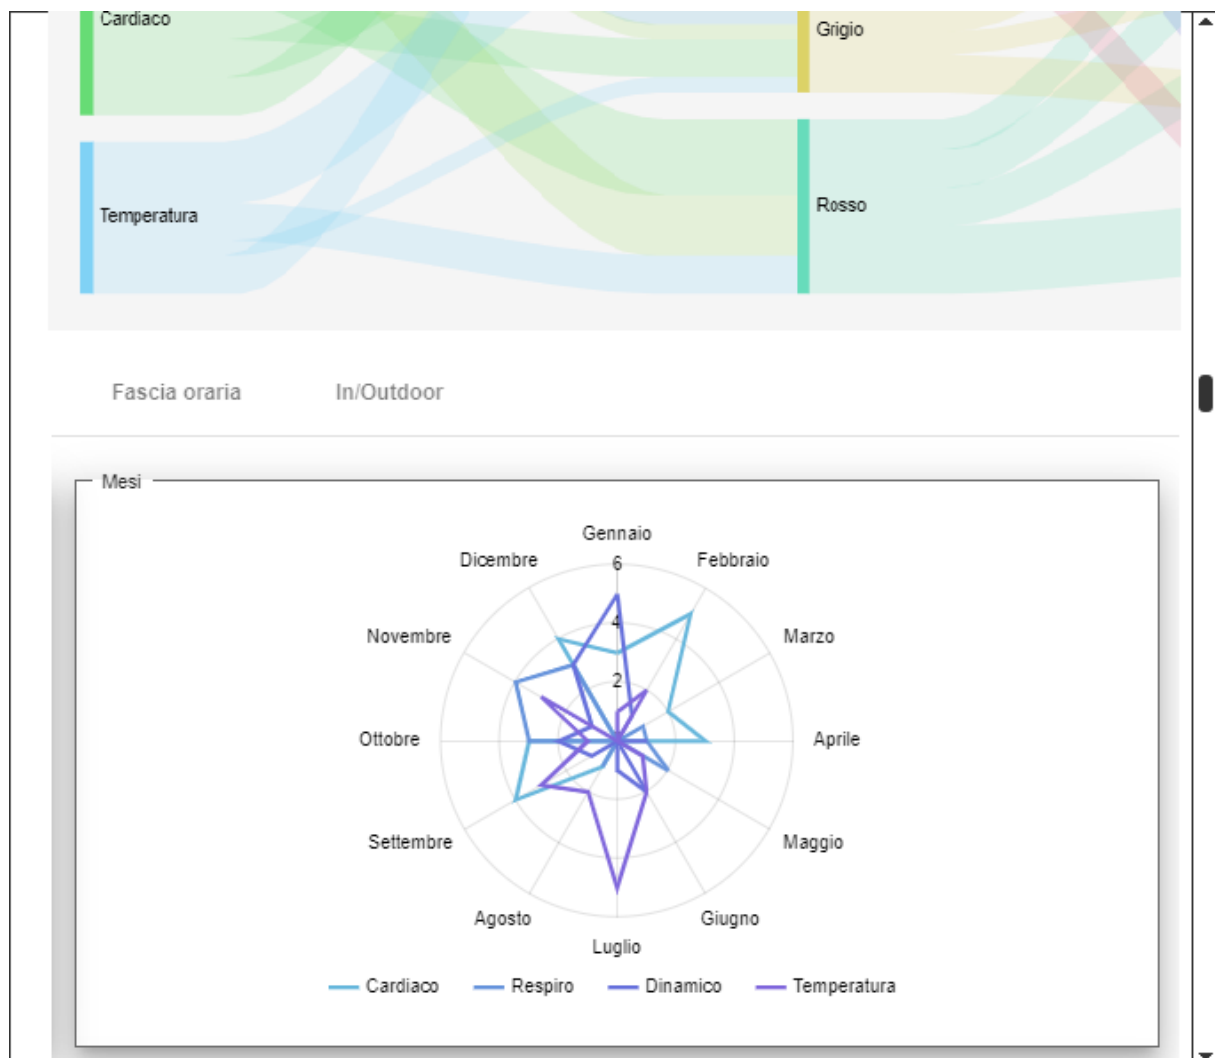 Cardiaco
Grigio
Temperatura
Rosso
Fascia oraria In/Outdoor
Mesi
Gennaio
Dicembre 6 Febbraio
4
Novembre Marzo
2
Ottobre Aprile
Settembre Maggio
Agosto Giugno
Luglio
Cardiaco Respiro Dinamico Temperatura